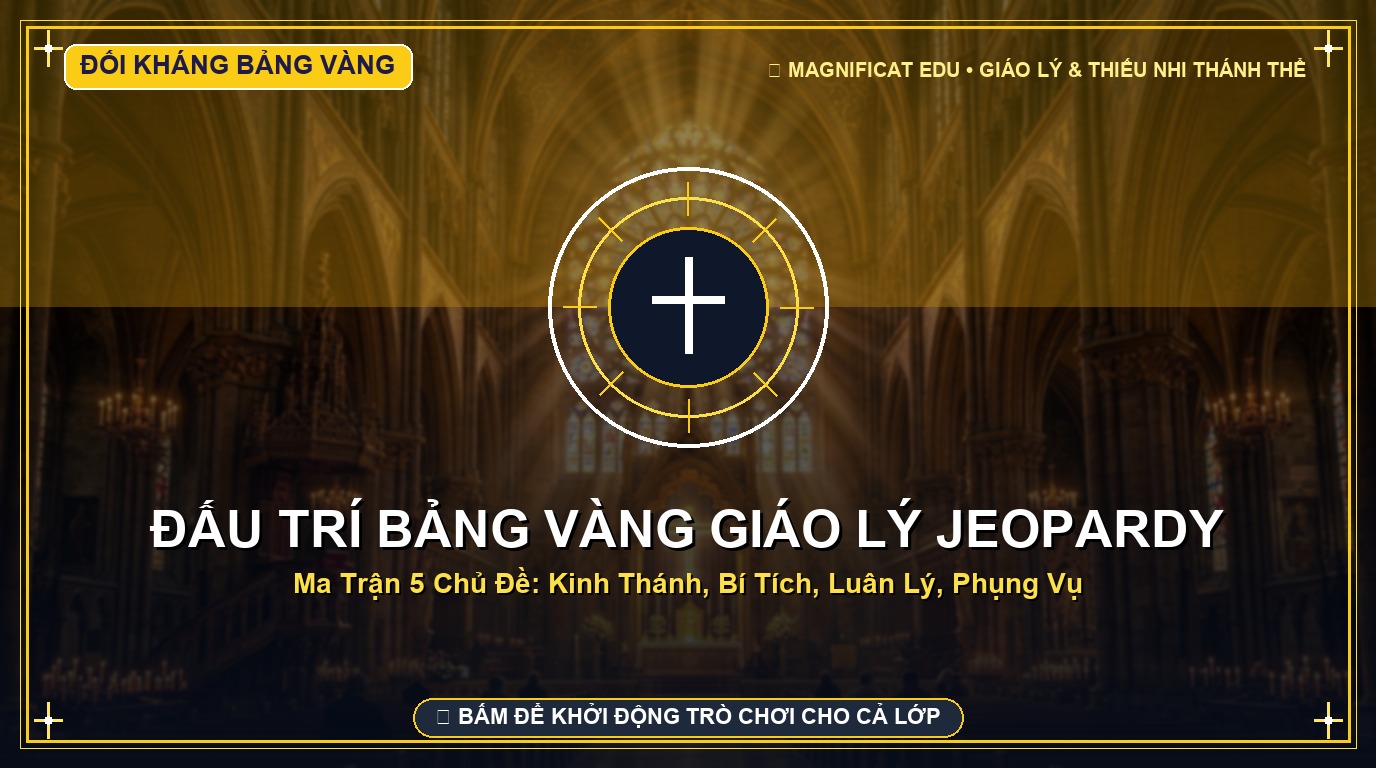 ĐỐI KHÁNG BẢNG VÀNG
MAGNIFICAT EDU • GIÁO LÝ & THIẾU NHI THÁNH THỂ
ĐẤU TRÍ BẢNG VÀNG GIÁO LÝ JEOPARDY
Ma Trận 5 Chủ Đề: Kinh Thánh, Bí Tích, Luân Lý, Phụng Vụ
BẤM ĐỂ KHỞI ĐỘNG TRÒ CHƠI CHO CẢ LỚP